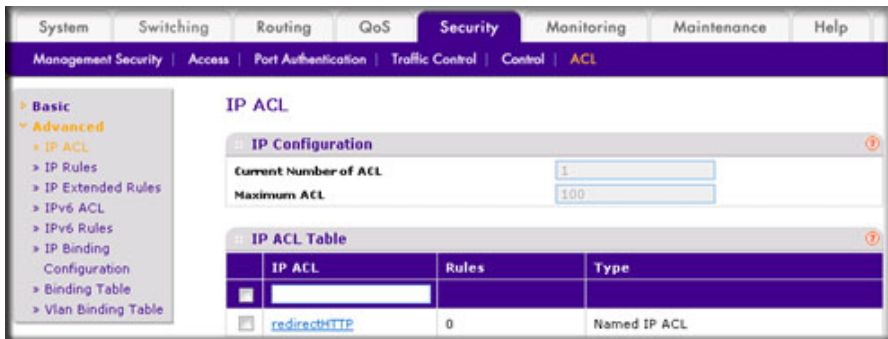 System Switching Routing QoS Security Monitoring Maintenance Help
Management Security | Access | Port Authentication | Traffic Control | Control | ACL
Basic
Advanced
» IP ACL
» IP Rules
» IP Extended Rules
» IPv6 ACL
» IPv6 Rules
» IP Binding
Configuration
» Binding Table
» Vlan Binding Table
IP ACL
IP Configuration ?
Current Number of ACL 1
Maximum ACL 100
IP ACL Table ?
IP ACL Rules Type
redirectHTTP 0 Named IP ACL